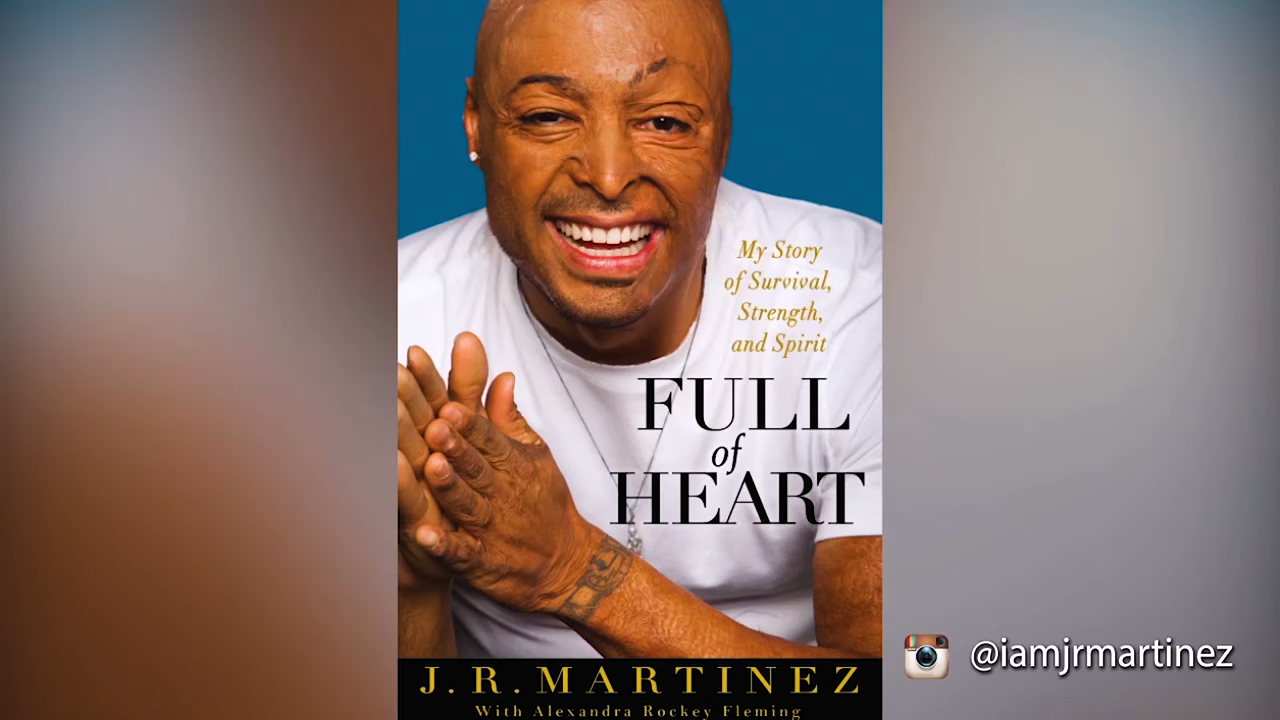 My Story
of Survival,
Strength,
and Spirit
FULL
of
HEART
J. R. MARTINEZ
With Alexandra Rockey Fleming
@iamjrmartinez